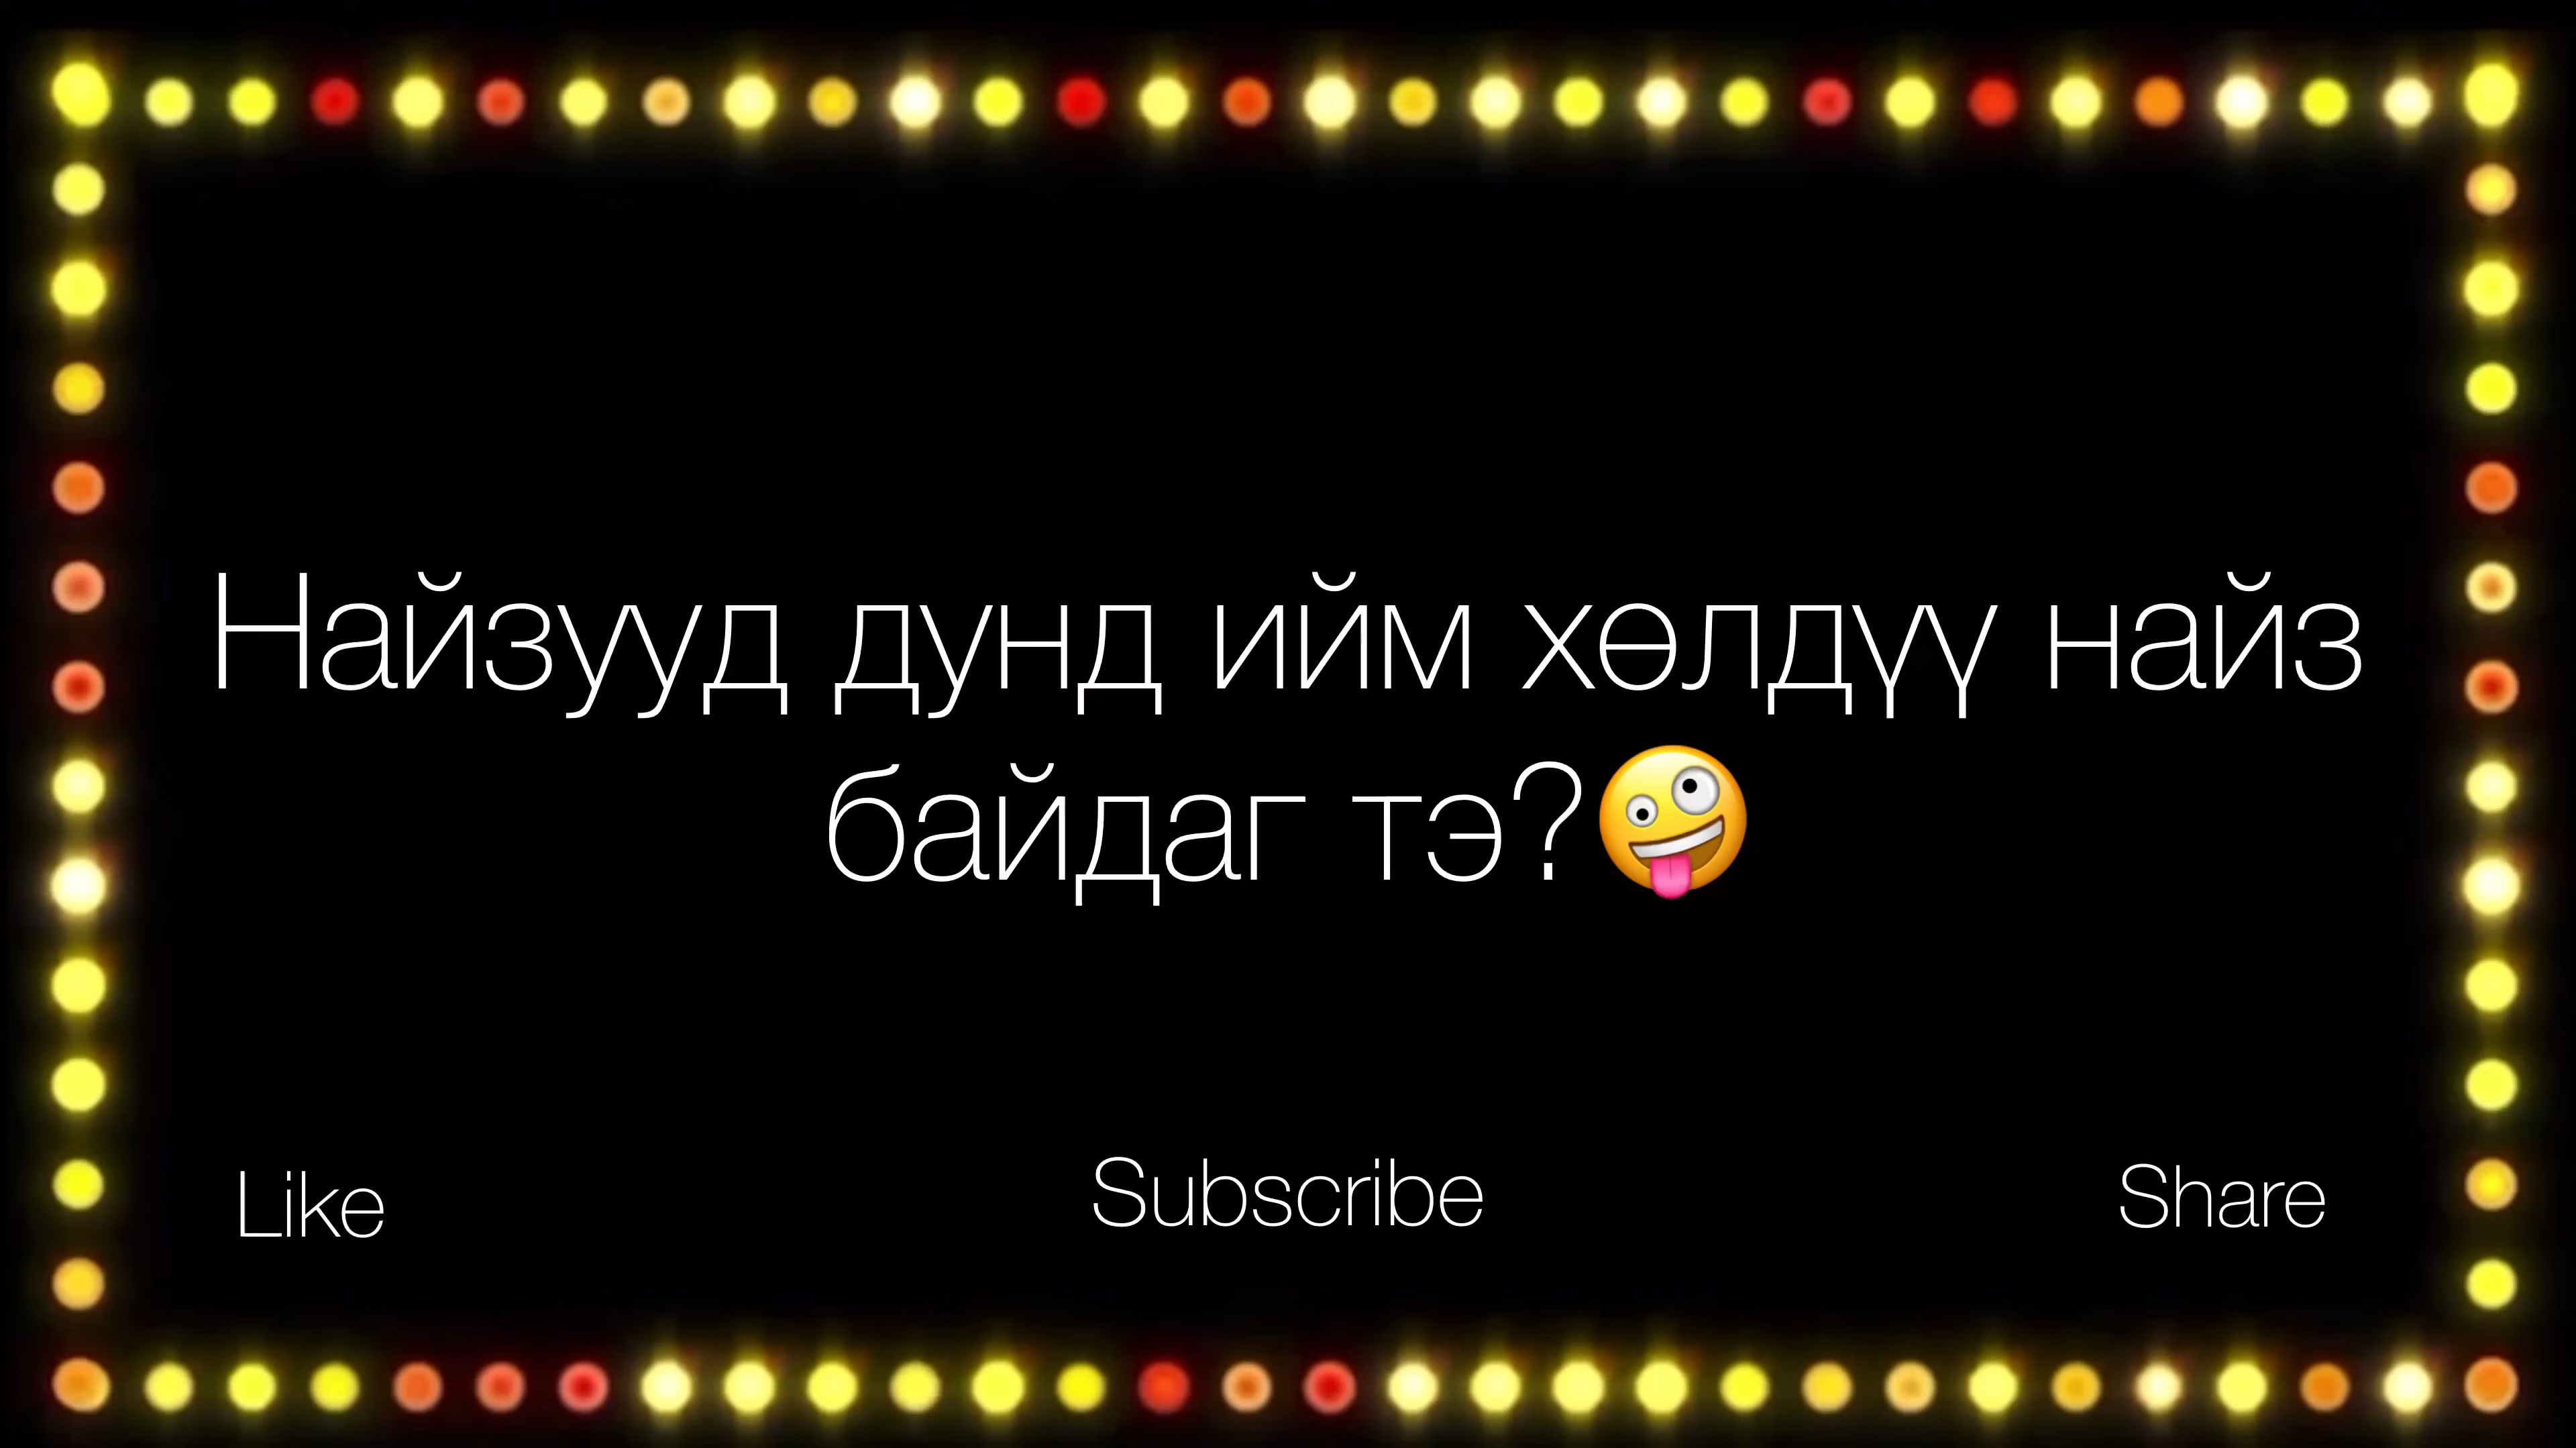 Найзууд дунд ийм хөлдүү найз
байдаг тэ?🤪
Like
Subscribe
Share